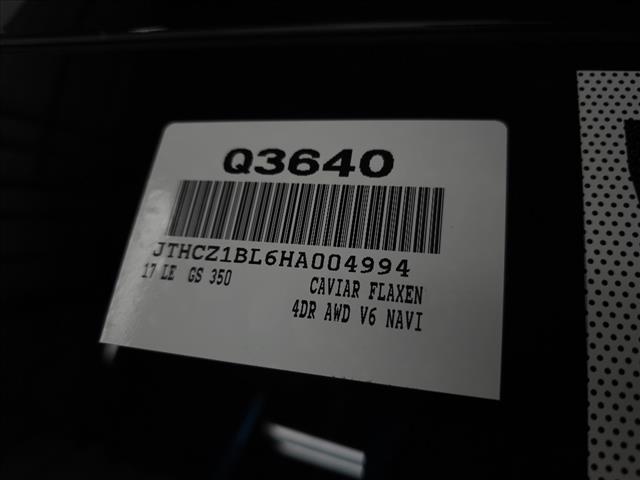 Q3640
JTHCZ1BL6HA004994
17 LE GS 350
CAVIAR FLAXEN
4DR AWD V6 NAVI